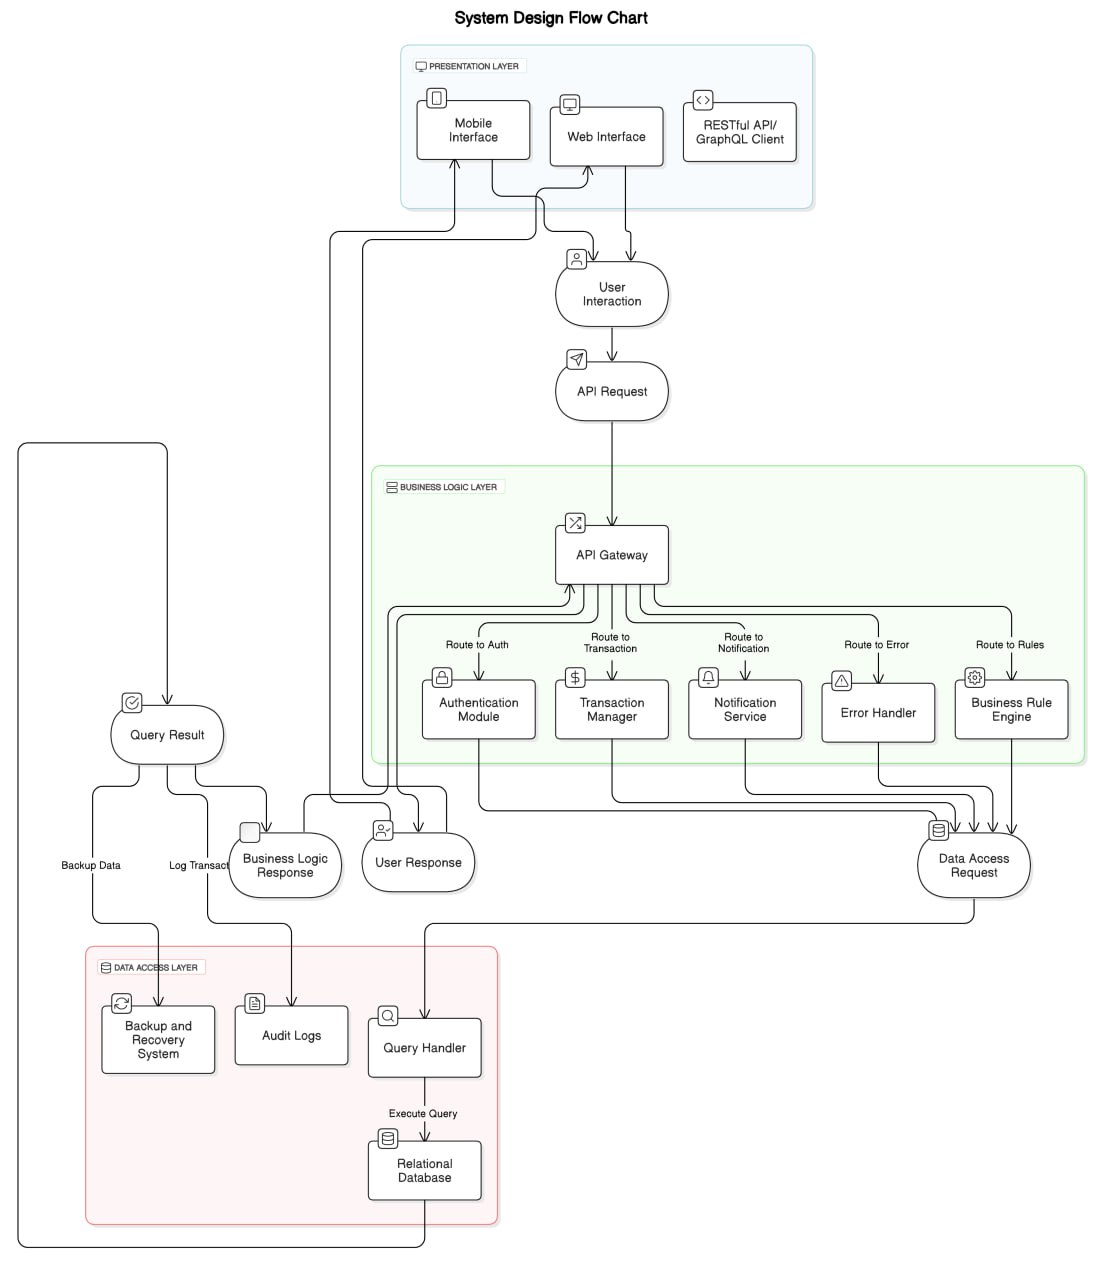 System Design Flow Chart
PRESENTATION LAYER
Mobile
Interface
Web Interface
RESTful API/
GraphQL Client
User
Interaction
API Request
BUSINESS LOGIC LAYER
API Gateway
Route to Auth
Route to
Transaction
Route to
Notification
Route to Error
Route to Rules
Authentication
Module
Transaction
Manager
Notification
Service
Error Handler
Business Rule
Engine
Query Result
Backup Data
Log Transact
Business Logic
Response
User Response
Data Access
Request
DATA ACCESS LAYER
Backup and
Recovery
System
Audit Logs
Query Handler
Execute Query
Relational
Database